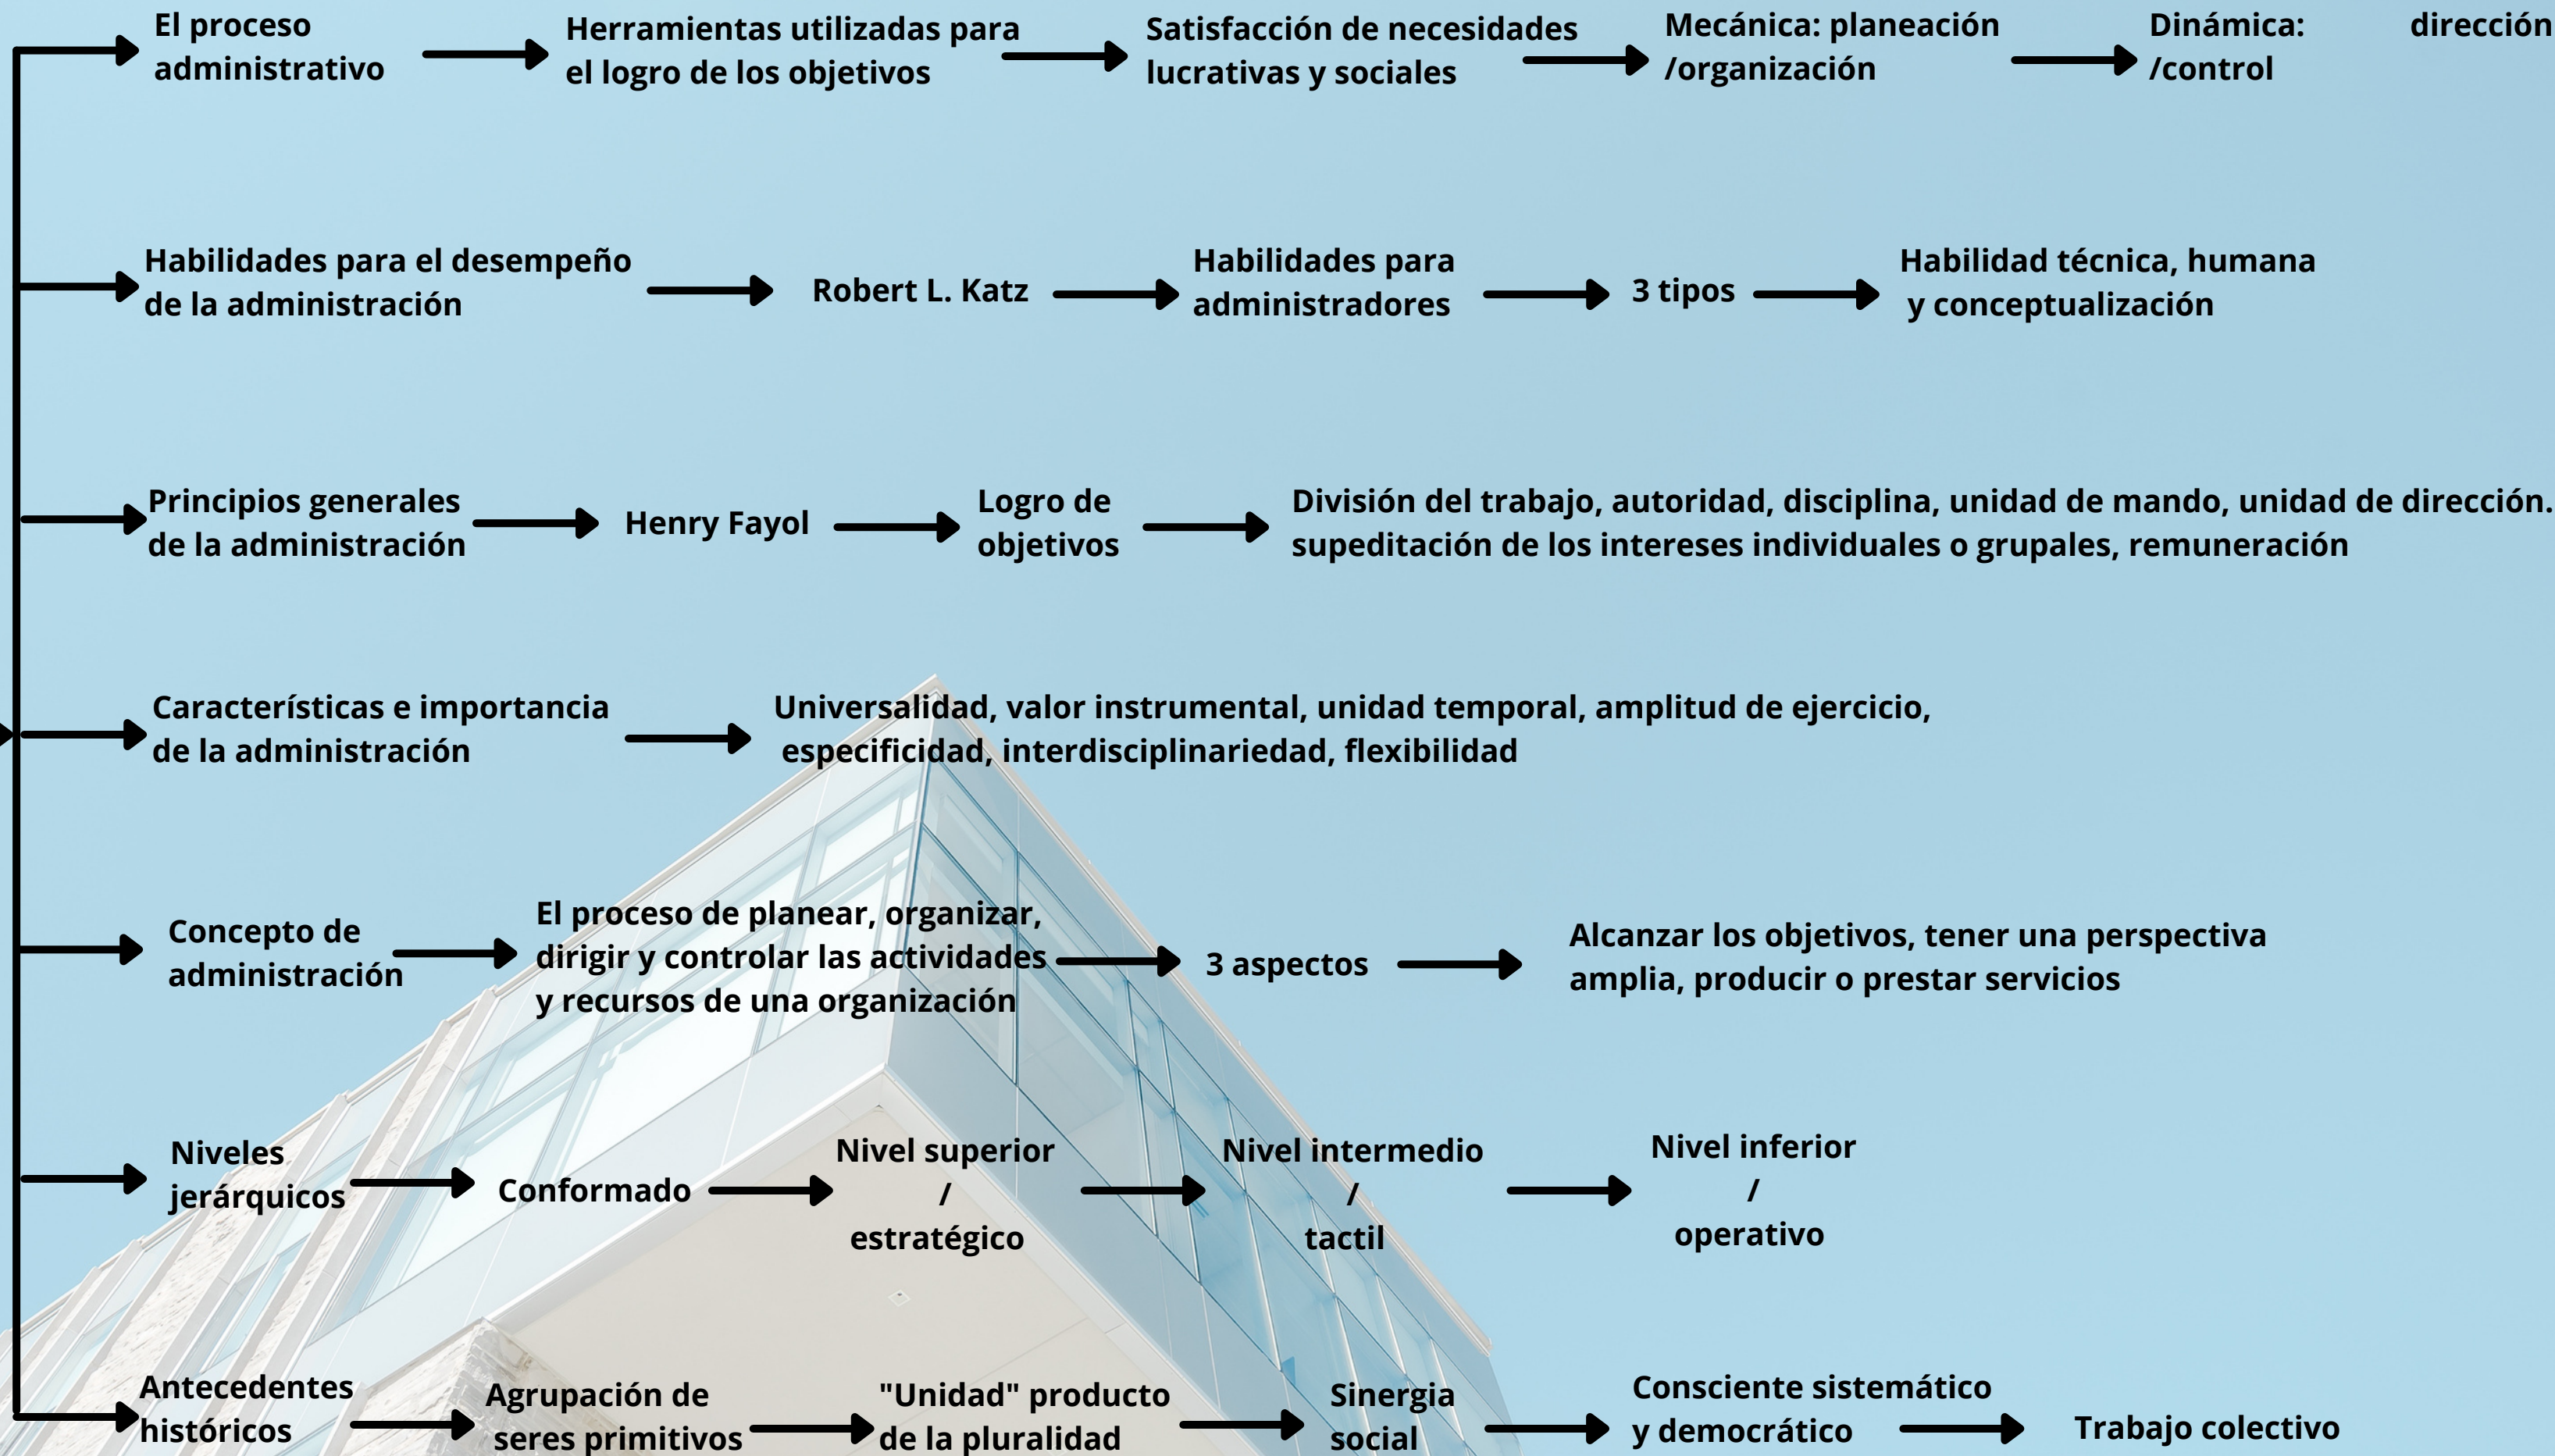 El proceso
administrativo
Herramientas utilizadas para
el logro de los objetivos
Satisfacción de necesidades
lucrativas y sociales
Mecánica: planeación
/organización
Dinámica: dirección
/control
Habilidades para el desempeño
de la administración
Robert L. Katz
Habilidades para
administradores
3 tipos
Habilidad técnica, humana
y conceptualización
Principios generales
de la administración
Henry Fayol
Logro de
objetivos
División del trabajo, autoridad, disciplina, unidad de mando, unidad de dirección.
supeditación de los intereses individuales o grupales, remuneración
Características e importancia
de la administración
Universalidad, valor instrumental, unidad temporal, amplitud de ejercicio,
especificidad, interdisciplinariedad, flexibilidad
Concepto de
administración
El proceso de planear, organizar,
dirigir y controlar las actividades
y recursos de una organización
3 aspectos
Alcanzar los objetivos, tener una perspectiva
amplia, producir o prestar servicios
Niveles
jerárquicos
Conformado
Nivel superior
/
estratégico
Nivel intermedio
/
tactil
Nivel inferior
/
operativo
Antecedentes
históricos
Agrupación de
seres primitivos
"Unidad" producto
de la pluralidad
Sinergia
social
Consciente sistemático
y democrático
Trabajo colectivo